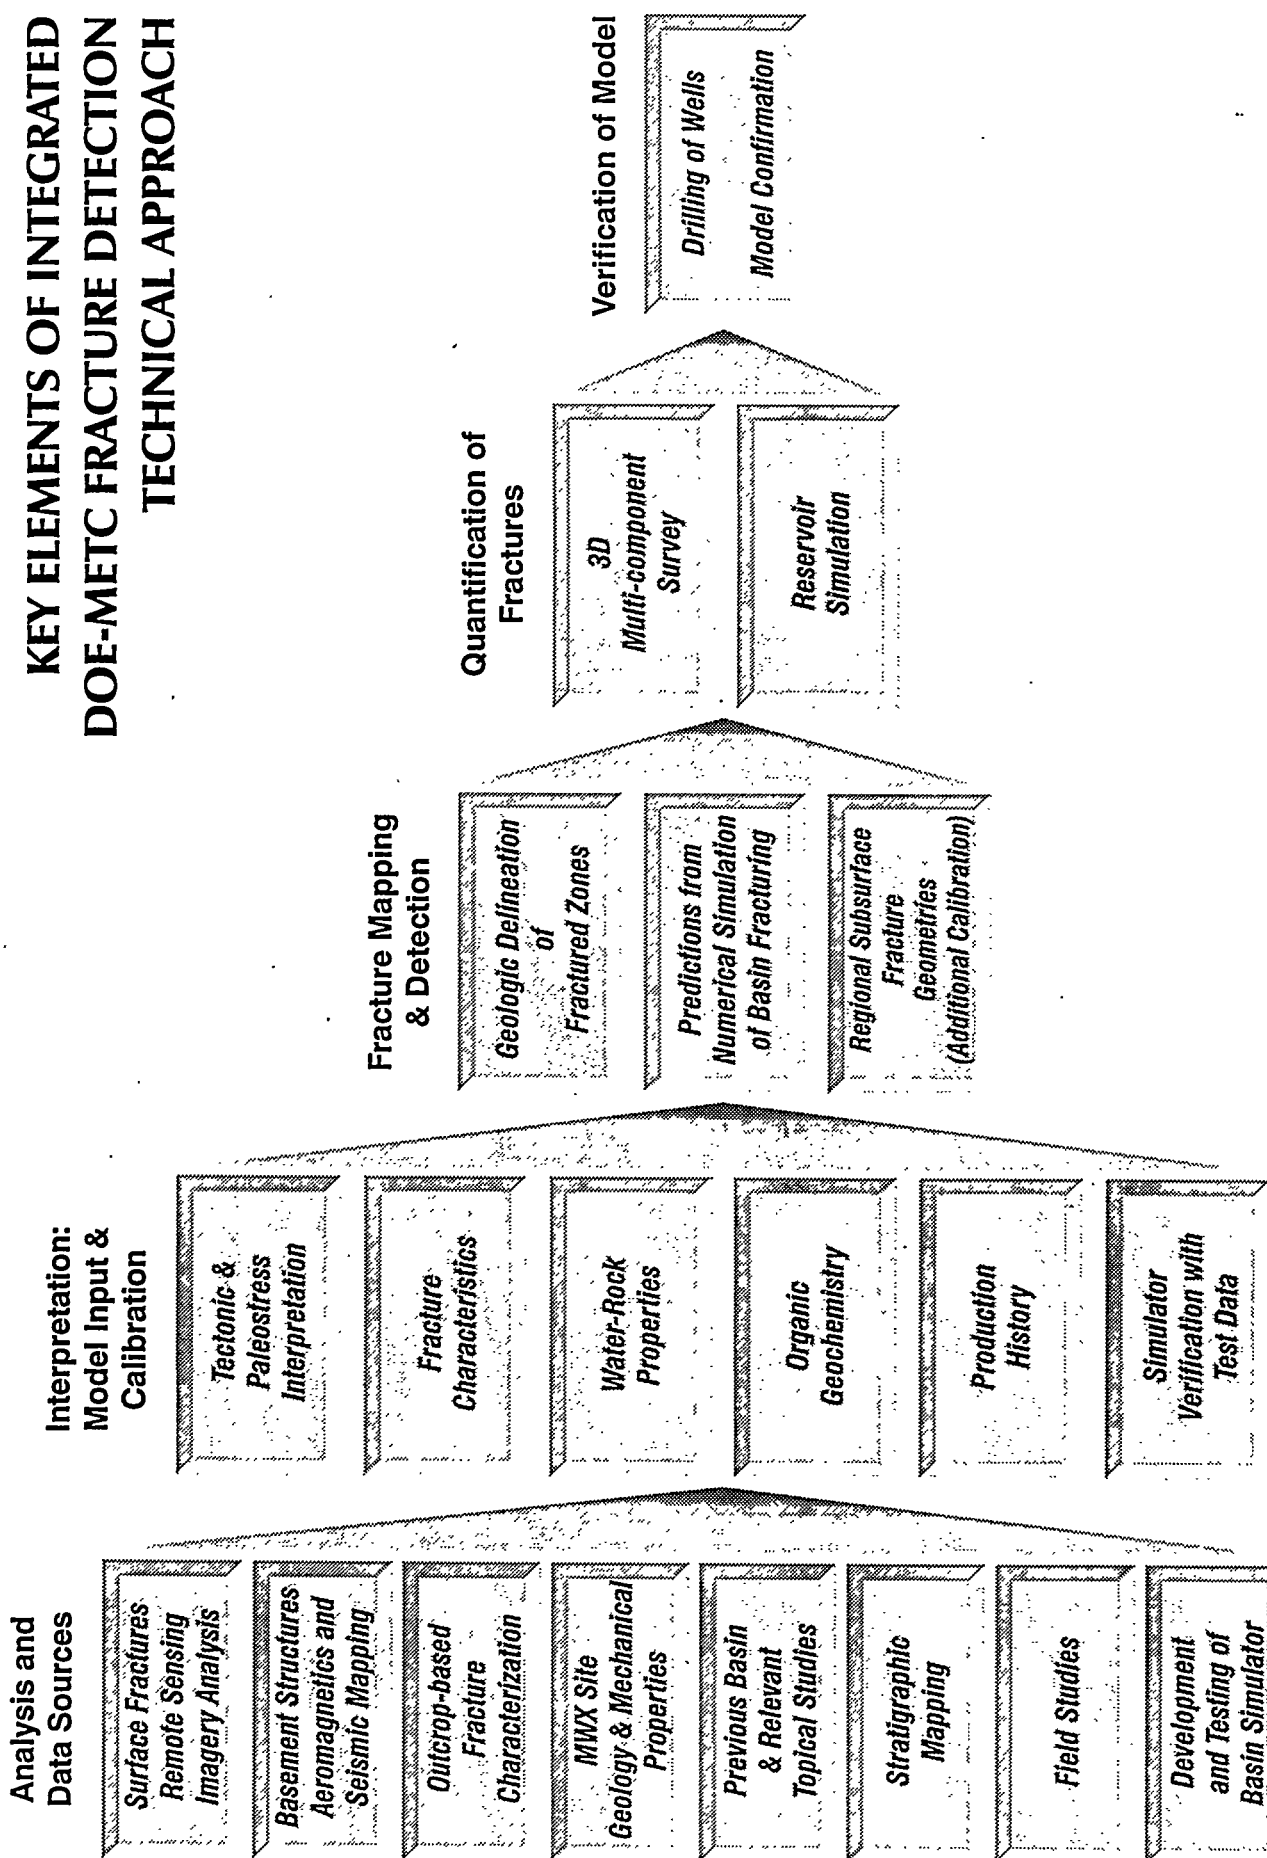 KEY ELEMENTS OF INTEGRATED
DOE-METC FRACTURE DETECTION
TECHNICAL APPROACH
Analysis and
Data Sources
Surface Fractures
Remote Sensing
Imagery Analysis
Basement Structures
Aeromagnetics and
Seismic Mapping
Outcrop-based
Fracture
Characterization
MWX Site
Geology & Mechanical
Properties
Previous Basin
& Relevant
Topical Studies
Stratigraphic
Mapping
Field Studies
Development
and Testing of
Basin Simulator
Interpretation:
Model Input &
Calibration
Tectonic &
Paleostress
Interpretation
Fracture
Characteristics
Water-Rock
Properties
Organic
Geochemistry
Production
History
Simulator
Verification with
Test Data
Fracture Mapping
& Detection
Geologic Delineation
of
Fractured Zones
Predictions from
Numerical Simulation
of Basin Fracturing
Regional Subsurface
Fracture
Geometries
(Additional Calibration)
Quantification of
Fractures
3D
Multi-component
Survey
Reservoir
Simulation
Verification of Model
Drilling of Wells
Model Confirmation